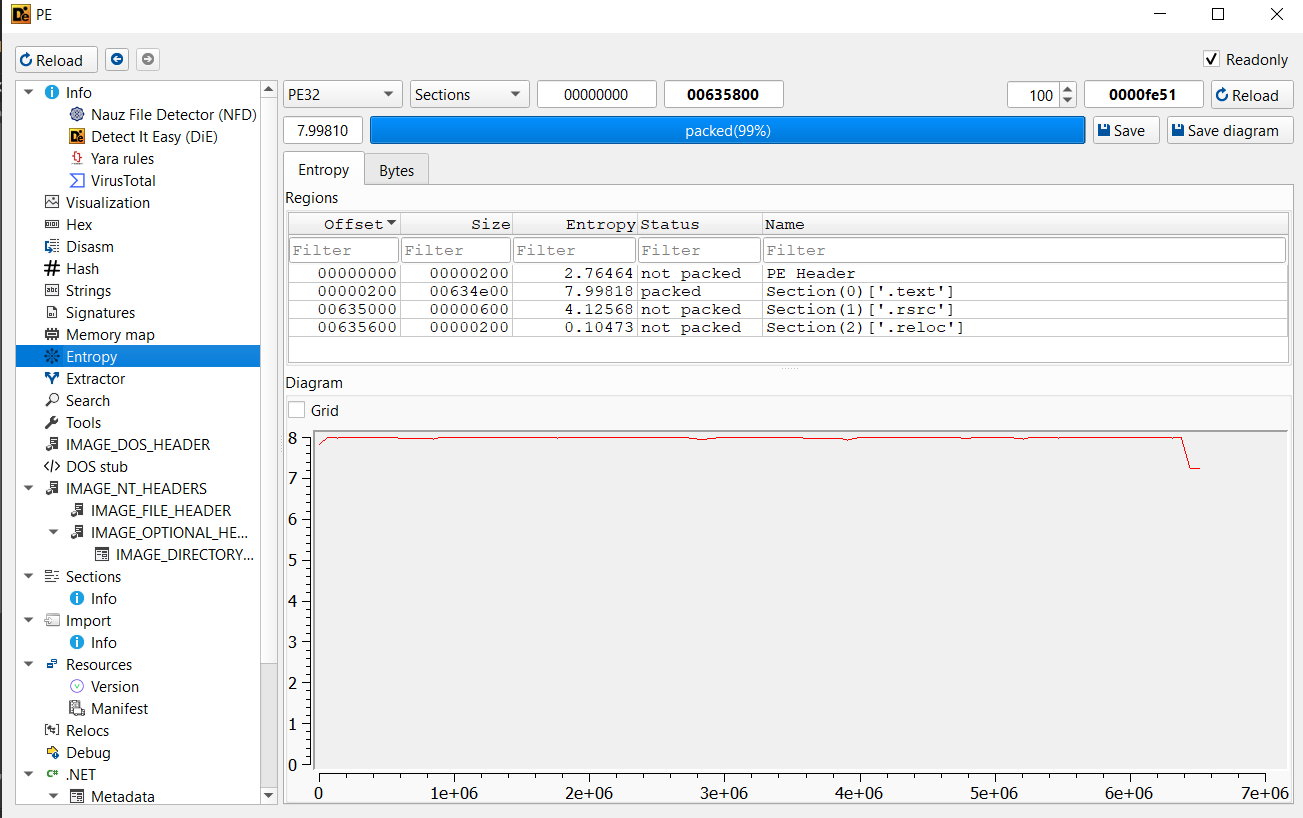 PE
Reload
Readonly
Info
Nauz File Detector (NFD)
Detect It Easy (DiE)
Yara rules
VirusTotal
Visualization
Hex
Disasm
Hash
Strings
Signatures
Memory map
Entropy
Extractor
Search
Tools
IMAGE_DOS_HEADER
DOS stub
IMAGE_NT_HEADERS
IMAGE_FILE_HEADER
IMAGE_OPTIONAL_HE...
IMAGE_DIRECTORY...
Sections
Info
Import
Info
Resources
Version
Manifest
Relocs
Debug
.NET
Metadata
PE32 Sections 00000000 00635800 100 0000fe51 Reload
7.99810 packed(99%) Save Save diagram
Entropy Bytes
Regions
Offset Size Entropy Status Name
Filter Filter Filter Filter Filter
00000000 00000200 2.76464 not packed PE Header
00000200 00634e00 7.99818 packed Section(0)['.text']
00635000 00000600 4.12568 not packed Section(1)['.rsrc']
00635600 00000200 0.10473 not packed Section(2)['.reloc']
Diagram
Grid
8
7
6
5
4
3
2
1
0
0 1e+06 2e+06 3e+06 4e+06 5e+06 6e+06 7e+06